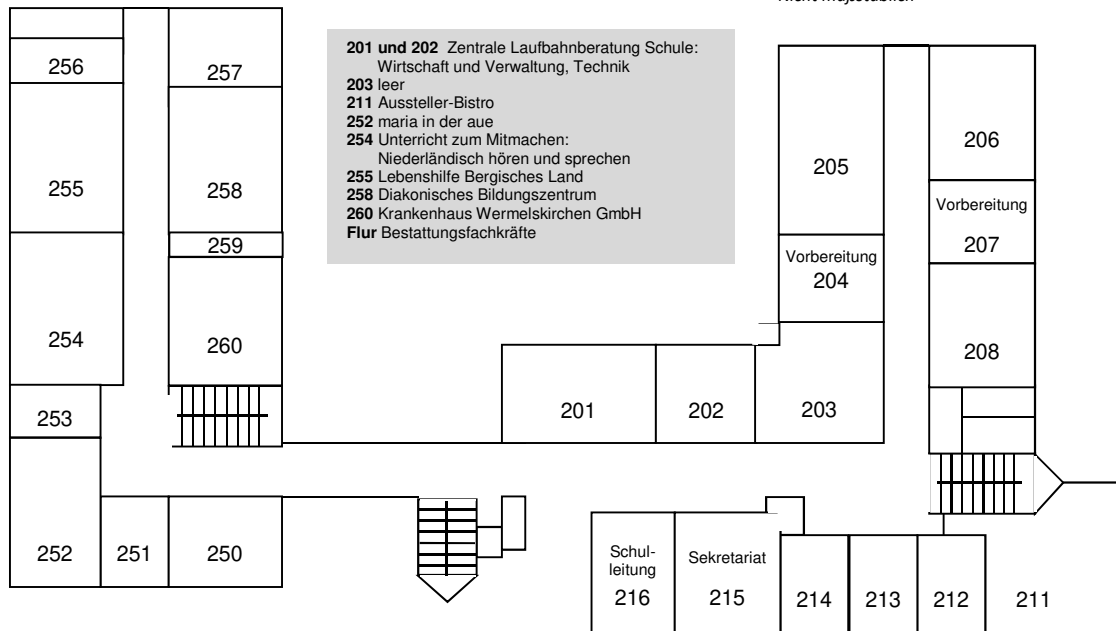 Nicht maßstäblich
201 und 202 Zentrale Laufbahnberatung Schule:
Wirtschaft und Verwaltung, Technik
203 leer
211 Aussteller-Bistro
252 maria in der aue
254 Unterricht zum Mitmachen:
Niederländisch hören und sprechen
255 Lebenshilfe Bergisches Land
258 Diakonisches Bildungszentrum
260 Krankenhaus Wermelskirchen GmbH
Flur Bestattungsfachkräfte
256
257
255
258
259
254
260
253
252
251
250
205
206
Vorbereitung
207
Vorbereitung
204
208
201
202
203
Schul-
leitung
216
Sekretariat
215
214
213
212
211